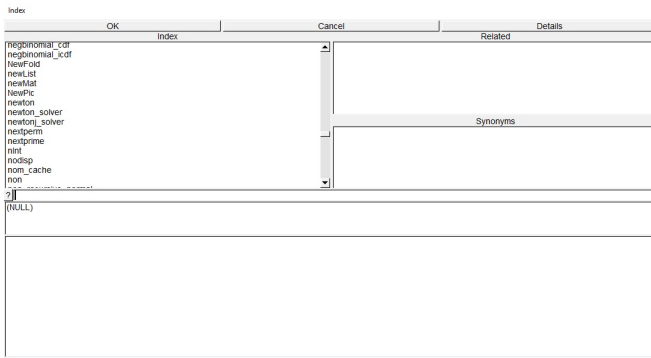 Index
OK Cancel Details
Index Related
negbinomial_cdf
negbinomial_icdf
NewFold
newList
newMat
NewPic
newton
newton_solver
newtonj_solver
nextperm
nextprime
nInt
nodisp
nom_cache
non
non_recursive_normal
Synonyms
?
(NULL)